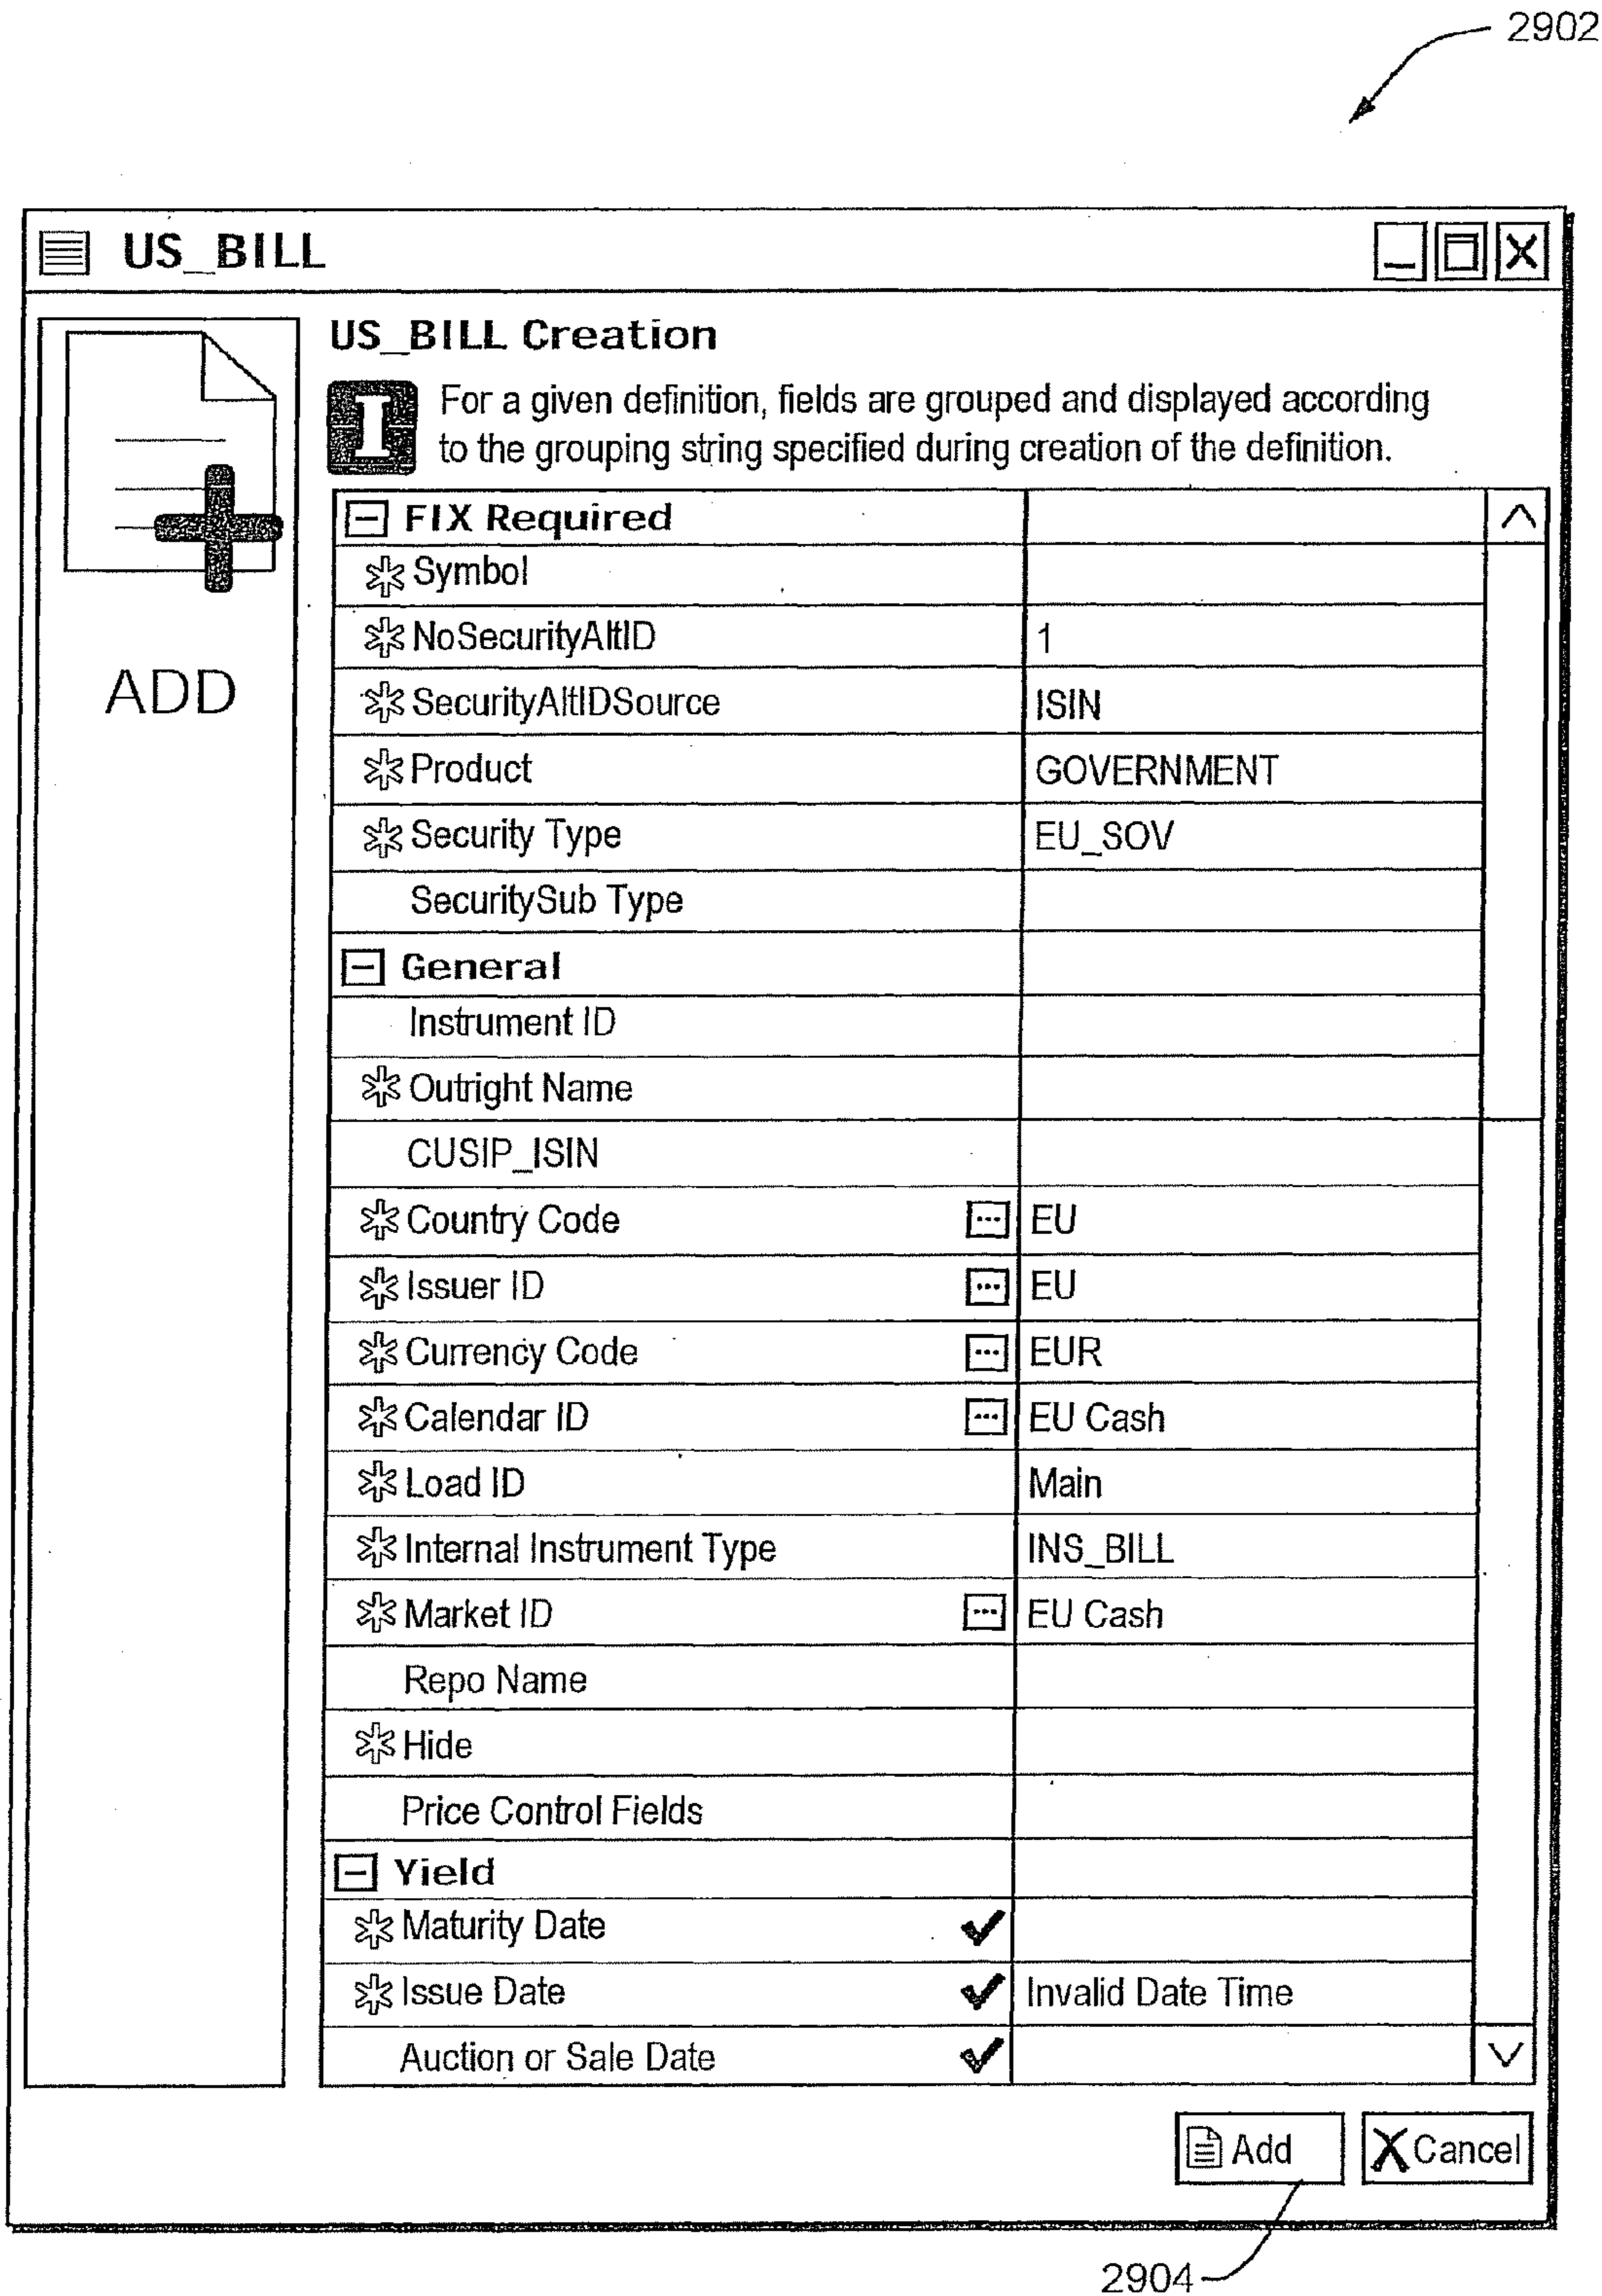 2902
US_BILL
US_BILL Creation
I For a given definition, fields are grouped and displayed according
to the grouping string specified during creation of the definition.
ADD
FIX Required
Symbol
NoSecurityAltID 1
SecurityAltIDSource ISIN
Product GOVERNMENT
Security Type EU_SOV
SecuritySub Type
General
Instrument ID
Outright Name
CUSIP_ISIN
Country Code ... EU
Issuer ID ... EU
Currency Code ... EUR
Calendar ID ... EU Cash
Load ID Main
Internal Instrument Type INS_BILL
Market ID ... EU Cash
Repo Name
Hide
Price Control Fields
Yield
Maturity Date
Issue Date Invalid Date Time
Auction or Sale Date
Add Cancel
2904